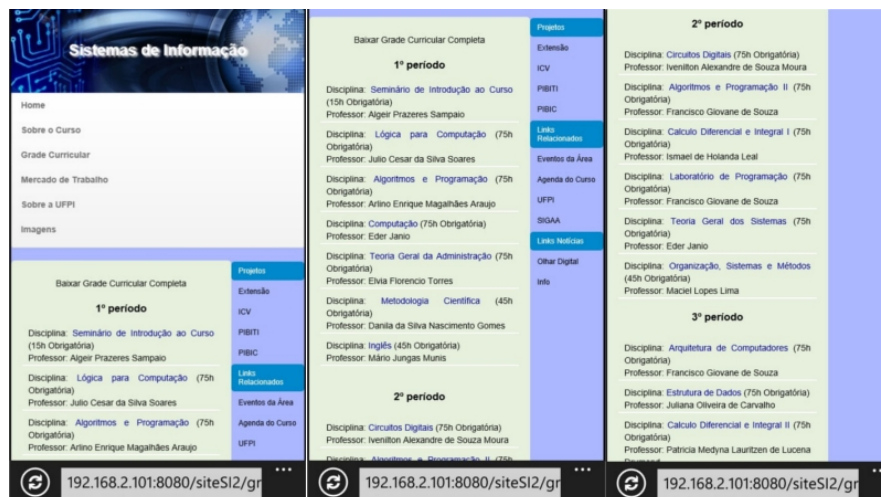 Sistemas de Informação
Home
Sobre o Curso
Grade Curricular
Mercado de Trabalho
Sobre a UFPI
Imagens
Baixar Grade Curricular Completa
1º período
Disciplina: Seminário de Introdução ao Curso
(15h Obrigatória)
Professor: Algeir Prazeres Sampaio
Disciplina: Lógica para Computação (75h
Obrigatória)
Professor: Julio Cesar da Silva Soares
Disciplina: Algoritmos e Programação (75h
Obrigatória)
Professor: Arlino Enrique Magalhães Araujo
Projetos
Extensão
ICV
PIBITI
PIBIC
Links
Relacionados
Eventos da Área
Agenda do Curso
UFPI
192.168.2.101:8080/siteSI2/gr
Baixar Grade Curricular Completa
1º período
Disciplina: Seminário de Introdução ao Curso
(15h Obrigatória)
Professor: Algeir Prazeres Sampaio
Disciplina: Lógica para Computação (75h
Obrigatória)
Professor: Julio Cesar da Silva Soares
Disciplina: Algoritmos e Programação (75h
Obrigatória)
Professor: Arlino Enrique Magalhães Araujo
Disciplina: Computação (75h Obrigatória)
Professor: Eder Janio
Disciplina: Teoria Geral da Administração (75h
Obrigatória)
Professor: Elvia Florencio Torres
Disciplina: Metodologia Científica (45h
Obrigatória)
Professor: Danila da Silva Nascimento Gomes
Disciplina: Inglês (45h Obrigatória)
Professor: Mário Jungas Munis
2º período
Disciplina: Circuitos Digitais (75h Obrigatória)
Professor: Ivenilton Alexandre de Souza Moura
Disciplina: Algoritmos e Programação II (75h
Projetos
Extensão
ICV
PIBITI
PIBIC
Links
Relacionados
Eventos da Área
Agenda do Curso
UFPI
SIGAA
Links Notícias
Olhar Digital
Info
192.168.2.101:8080/siteSI2/gr
2º período
Disciplina: Circuitos Digitais (75h Obrigatória)
Professor: Ivenilton Alexandre de Souza Moura
Disciplina: Algoritmos e Programação II (75h
Obrigatória)
Professor: Francisco Giovane de Souza
Disciplina: Calculo Diferencial e Integral I (75h
Obrigatória)
Professor: Ismael de Holanda Leal
Disciplina: Laboratório de Programação (75h
Obrigatória)
Professor: Francisco Giovane de Souza
Disciplina: Teoria Geral dos Sistemas (75h
Obrigatória)
Professor: Eder Janio
Disciplina: Organização, Sistemas e Métodos
(45h Obrigatória)
Professor: Maciel Lopes Lima
3º período
Disciplina: Arquitetura de Computadores (75h
Obrigatória)
Professor: Francisco Giovane de Souza
Disciplina: Estrutura de Dados (75h Obrigatória)
Professor: Juliana Oliveira de Carvalho
Disciplina: Calculo Diferencial e Integral II (75h
Obrigatória)
Professor: Patricia Medyna Lauritzen de Lucena
192.168.2.101:8080/siteSI2/gr